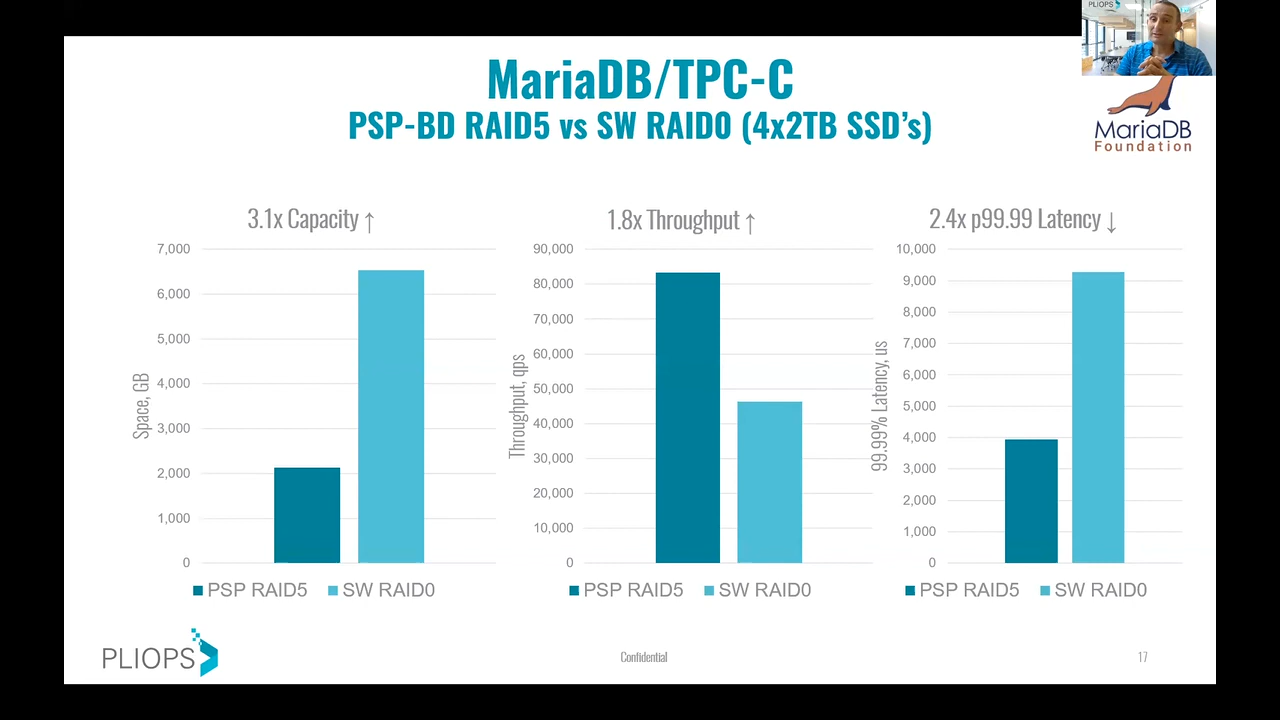 PLIOPS
MariaDB/TPC-C
PSP-BD RAID5 vs SW RAID0 (4x2TB SSD's)
MariaDB
Foundation
3.1x Capacity ↑
7,000
6,000
5,000
4,000
3,000
2,000
1,000
0
Space, GB
PSP RAID5
SW RAID0
1.8x Throughput ↑
90,000
80,000
70,000
60,000
50,000
40,000
30,000
20,000
10,000
0
Throughput, qps
PSP RAID5
SW RAID0
2.4x p99.99 Latency ↓
10,000
9,000
8,000
7,000
6,000
5,000
4,000
3,000
2,000
1,000
0
99.99% Latency, us
PSP RAID5
SW RAID0
PLIOPS
Confidential
17